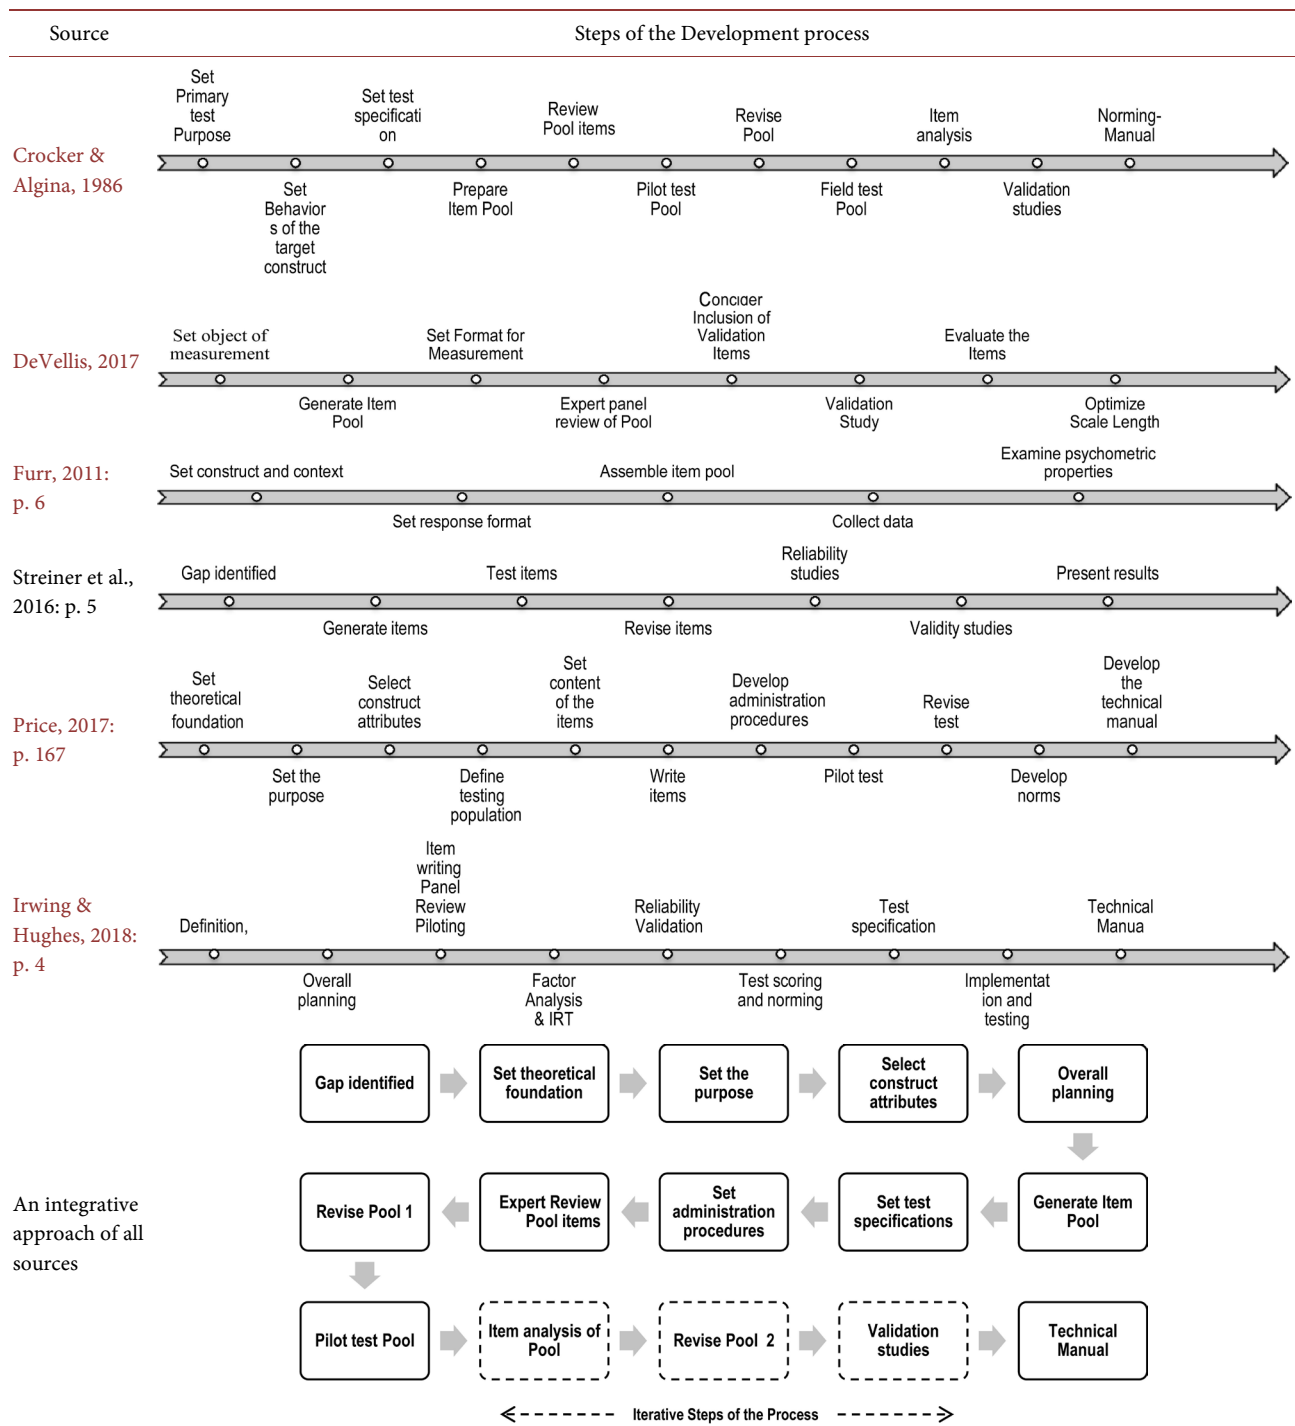 Source
Steps of the Development process
Crocker &
Algina, 1986
Set
Primary
test
Purpose
Set
Behavior
s of the
target
construct
Set test
specificati
on
Prepare
Item Pool
Review
Pool items
Pilot test
Pool
Revise
Pool
Field test
Pool
Item
analysis
Validation
studies
Norming-
Manual
DeVellis, 2017
Set object of
measurement
Generate Item
Pool
Set Format for
Measurement
Expert panel
review of Pool
Concider
Inclusion of
Validation
Items
Validation
Study
Evaluate the
Items
Optimize
Scale Length
Furr, 2011:
p. 6
Set construct and context
Set response format
Assemble item pool
Collect data
Examine psychometric
properties
Streiner et al.,
2016: p. 5
Gap identified
Generate items
Test items
Revise items
Reliability
studies
Validity studies
Present results
Price, 2017:
p. 167
Set
theoretical
foundation
Set the
purpose
Select
construct
attributes
Define
testing
population
Set
content
of the
items
Write
items
Develop
administration
procedures
Pilot test
Revise
test
Develop
norms
Develop
the
technical
manual
Irwing &
Hughes, 2018:
p. 4
Definition,
Overall
planning
Item
writing
Panel
Review
Piloting
Factor
Analysis
& IRT
Reliability
Validation
Test scoring
and norming
Test
specification
Implementat
ion and
testing
Technical
Manua
An integrative
approach of all
sources
Gap identified
Set theoretical
foundation
Set the
purpose
Select
construct
attributes
Overall
planning
Generate Item
Pool
Set test
specifications
Set
administration
procedures
Expert Review
Pool items
Revise Pool 1
Pilot test Pool
Item analysis of
Pool
Revise Pool 2
Validation
studies
Technical
Manual
Iterative Steps of the Process